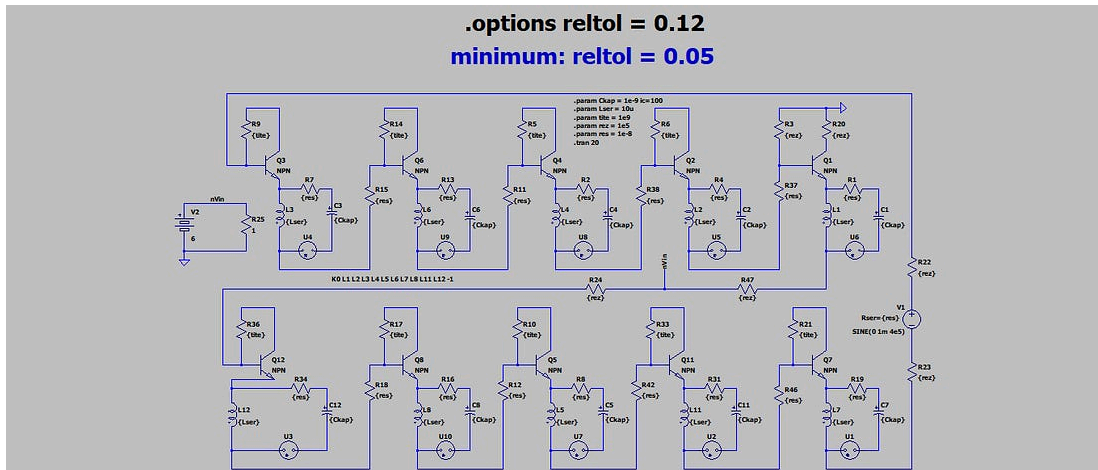 .options reltol = 0.12
minimum: reltol = 0.05
.param Ckap = 1e-9 ic=100
.param Lser = 10u
.param tite = 1e9
.param rez = 1e5
.param res = 1e-8
.tran 20
R9
{tite}
Q3
NPN
R7
{res}
C3
{Ckap}
L3
{Lser}
U4
R14
{tite}
Q6
NPN
R15
{res}
R13
{res}
C6
{Ckap}
L6
{Lser}
U9
R5
{tite}
Q4
NPN
R11
{res}
R2
{res}
C4
{Ckap}
L4
{Lser}
U8
R6
{tite}
Q2
NPN
R38
{res}
R4
{res}
C2
{Ckap}
L2
{Lser}
U5
R3
{rez}
R20
{rez}
Q1
NPN
R37
{res}
R1
{res}
C1
{Ckap}
L1
{Lser}
U6
nVin
V2
6
R25
1
K0 L1 L2 L3 L4 L5 L6 L7 L8 L11 L12 -1
R24
{rez}
nVin
R47
{rez}
R22
{rez}
V1
Rser={res}
SINE(0 1m 4e5)
R23
{rez}
R36
{tite}
Q12
NPN
R34
{res}
C12
{Ckap}
L12
{Lser}
U3
R17
{tite}
Q8
NPN
R18
{res}
R16
{res}
C8
{Ckap}
L8
{Lser}
U10
R10
{tite}
Q5
NPN
R12
{res}
R8
{res}
C5
{Ckap}
L5
{Lser}
U7
R33
{tite}
Q11
NPN
R42
{res}
R31
{res}
C11
{Ckap}
L11
{Lser}
U2
R21
{tite}
Q7
NPN
R46
{res}
R19
{res}
C7
{Ckap}
L7
{Lser}
U1